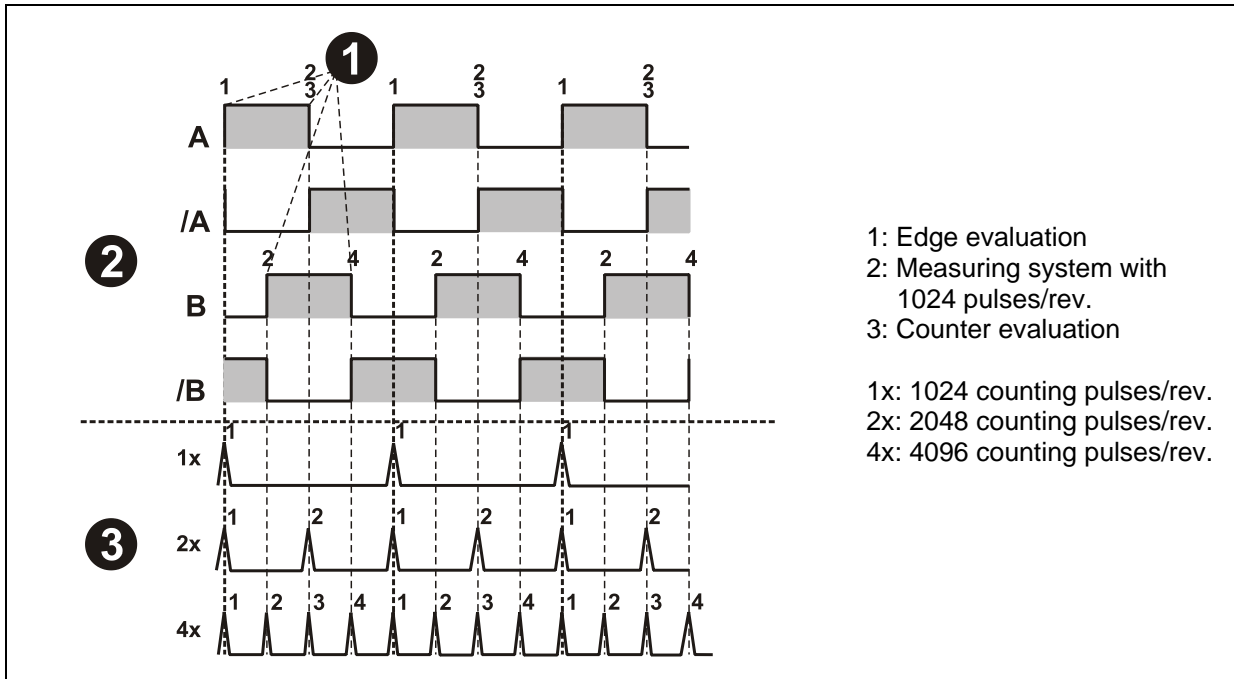 1
1 2 1 2 1 2
3 3 3
A
/A
2
2 4 2 4 2 4
B
/B
1 1 1
1x
3
1 2 1 2 1 2
2x
1 2 3 4 1 2 3 4 1 2 3 4
4x
1: Edge evaluation
2: Measuring system with
1024 pulses/rev.
3: Counter evaluation
1x: 1024 counting pulses/rev.
2x: 2048 counting pulses/rev.
4x: 4096 counting pulses/rev.